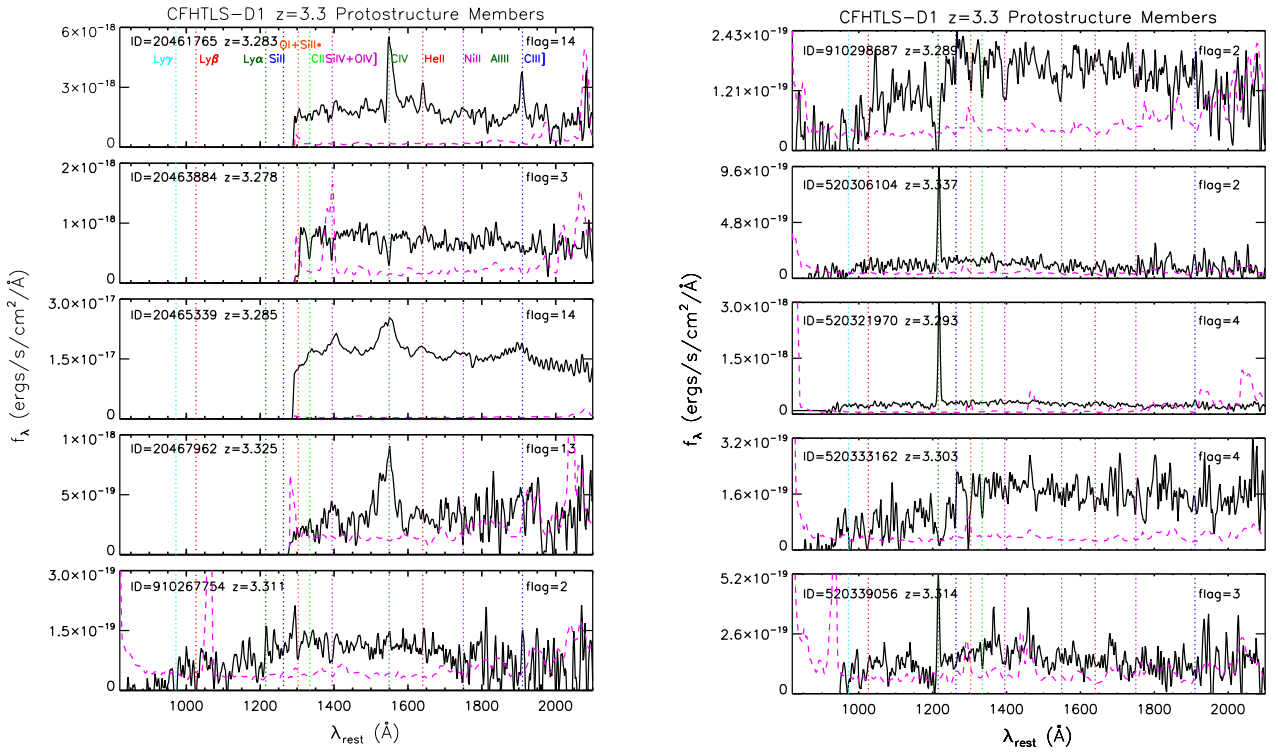 CFHTLS-D1 z=3.3 Protostructure Members
6×10⁻¹⁸
3×10⁻¹⁸
0
ID=20461765 z=3.283
flag=14
OI+SiII*
Lyγ Lyβ Lyα SiII CII SiIV+OIV] CIV HeII NiII AlIII CIII]
2×10⁻¹⁸
1×10⁻¹⁸
0
ID=20463884 z=3.278
flag=3
3.0×10⁻¹⁷
1.5×10⁻¹⁷
0
ID=20465339 z=3.285
flag=14
1×10⁻¹⁸
5×10⁻¹⁹
0
ID=20467962 z=3.325
flag=13
3.0×10⁻¹⁹
1.5×10⁻¹⁹
0
ID=910267754 z=3.311
flag=2
1000 1200 1400 1600 1800 2000
λrest (Å)
fλ (ergs/s/cm²/Å)
CFHTLS-D1 z=3.3 Protostructure Members
2.43×10⁻¹⁹
1.21×10⁻¹⁹
0
ID=910298687 z=3.289
flag=2
9.6×10⁻¹⁹
4.8×10⁻¹⁹
0
ID=520306104 z=3.337
flag=2
3.0×10⁻¹⁸
1.5×10⁻¹⁸
0
ID=520321970 z=3.293
flag=4
3.2×10⁻¹⁹
1.6×10⁻¹⁹
0
ID=520333162 z=3.303
flag=4
5.2×10⁻¹⁹
2.6×10⁻¹⁹
0
ID=520339056 z=3.314
flag=3
1000 1200 1400 1600 1800 2000
λrest (Å)
fλ (ergs/s/cm²/Å)